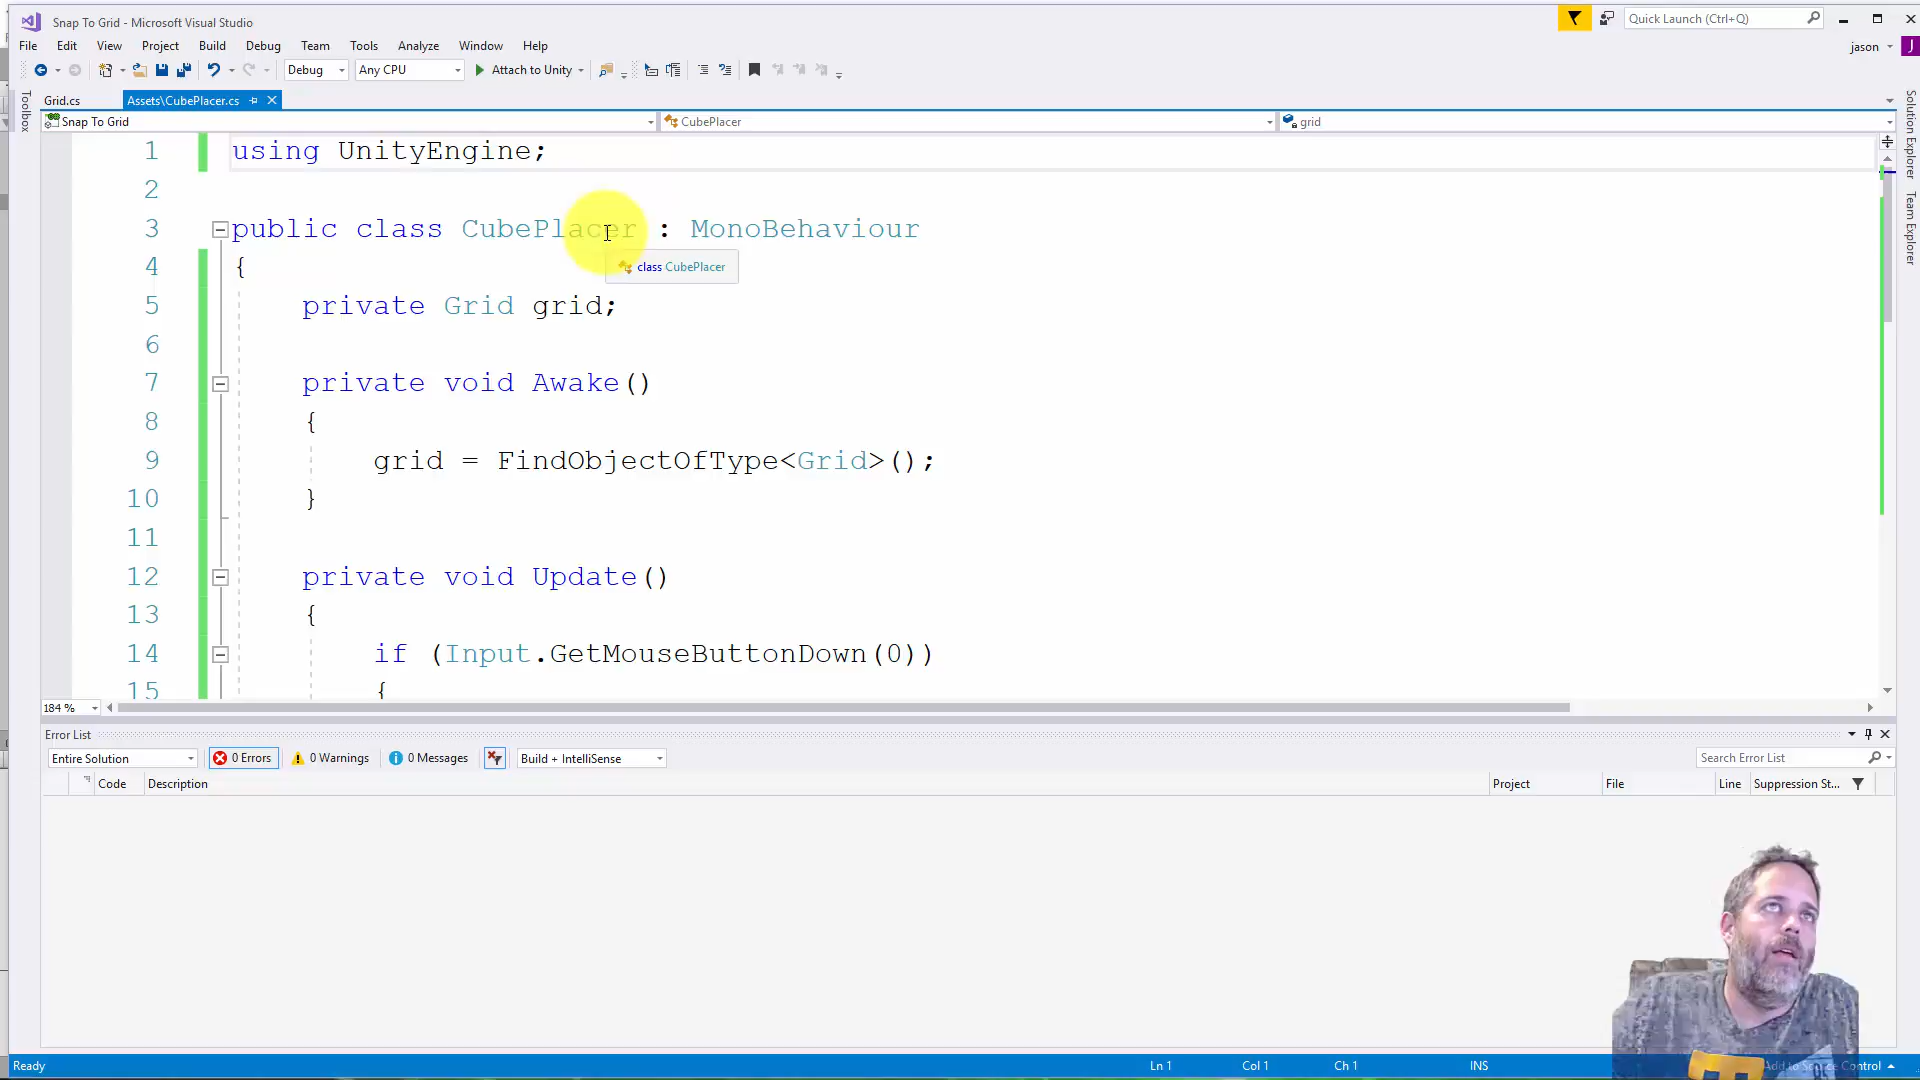 Snap To Grid - Microsoft Visual Studio
Quick Launch (Ctrl+Q)
File Edit View Project Build Debug Team Tools Test Analyze Window Help
jason J
Debug Any CPU Attach to Unity
Grid.cs Assets\CubePlacer.cs
Toolbox
Snap To Grid CubePlacer grid
Solution Explorer
Team Explorer
1 using UnityEngine;
2
3 public class CubePlacer : MonoBehaviour
class CubePlacer
4 {
5 private Grid grid;
6
7 private void Awake()
8 {
9 grid = FindObjectOfType<Grid>();
10 }
11
12 private void Update()
13 {
14 if (Input.GetMouseButtonDown(0))
15 {
184 %
Error List
Entire Solution 0 Errors 0 Warnings 0 Messages Build + IntelliSense Search Error List
Code Description Project File Line Suppression St...
Ready Ln 1 Col 1 Ch 1 INS Add to Source Control